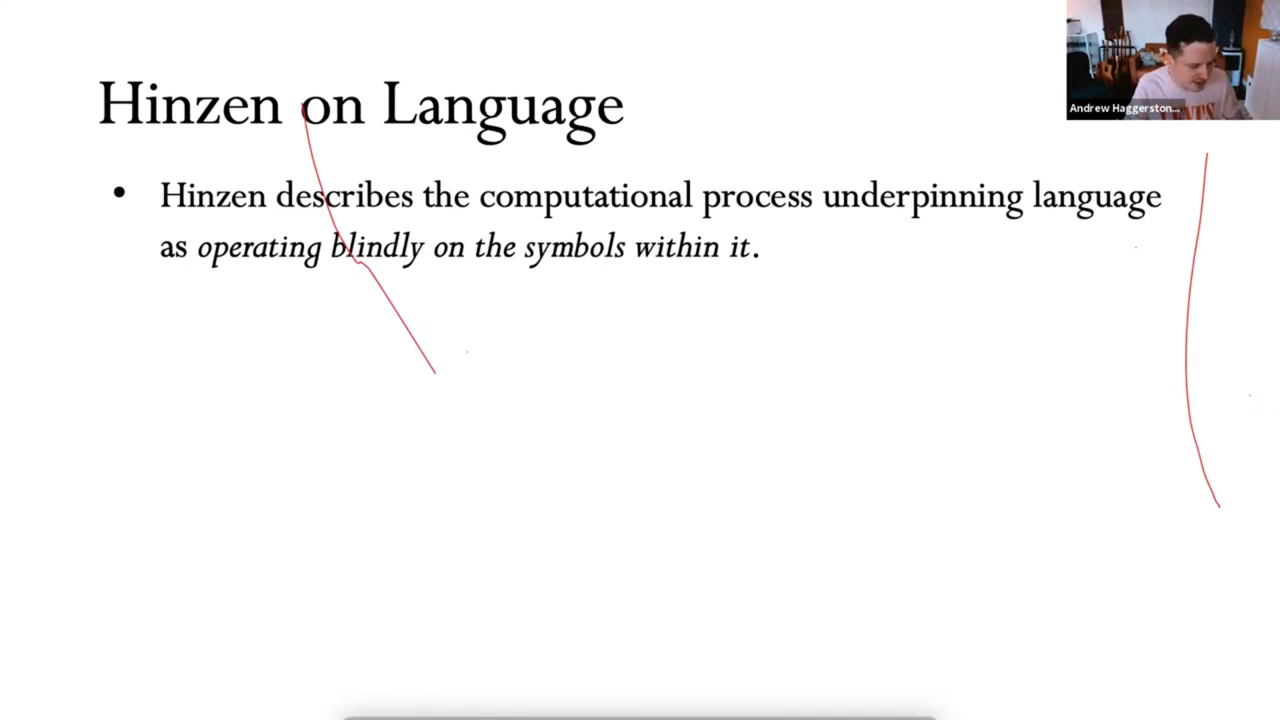 Hinzen on Language
• Hinzen describes the computational process underpinning language
as operating blindly on the symbols within it.
Andrew Haggerston...